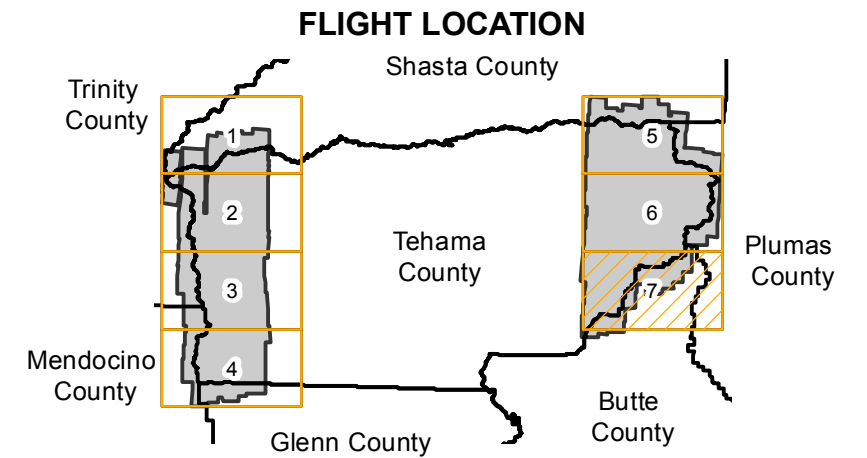 FLIGHT LOCATION
Shasta County
Trinity
County
1
5
2
6
Tehama
County
Plumas
County
3
7
4
Mendocino
County
Butte
County
Glenn County